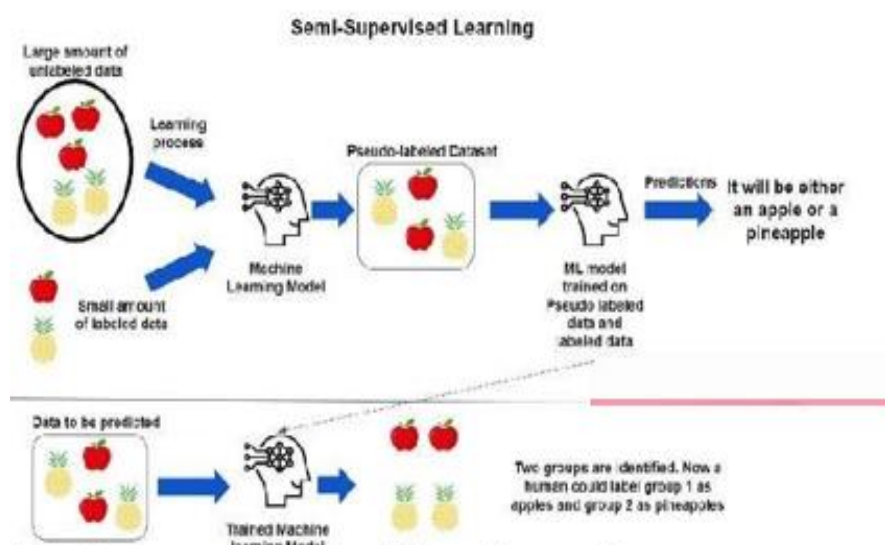 Semi-Supervised Learning
Large amount of
unlabeled data
Learning
process
Pseudo-labeled Dataset
Predictions
It will be either
an apple or a
pineapple
Machine
Learning Model
Small amount
of labeled data
ML model
trained on
Pseudo labeled
data and
labeled data
Data to be predicted
Two groups are identified. Now a
human could label group 1 as
apples and group 2 as pineapples
Trained Machine
learning Model